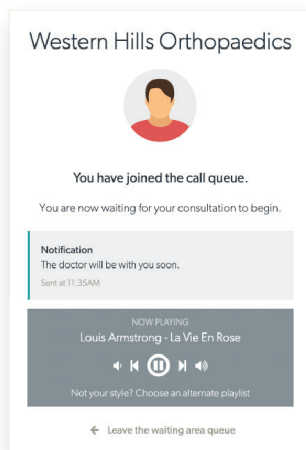 Western Hills Orthopaedics
You have joined the call queue.
You are now waiting for your consultation to begin.
Notification
The doctor will be with you soon.
Sent at 11:35AM
NOW PLAYING
Louis Armstrong - La Vie En Rose
Not your style? Choose an alternate playlist
Leave the waiting area queue